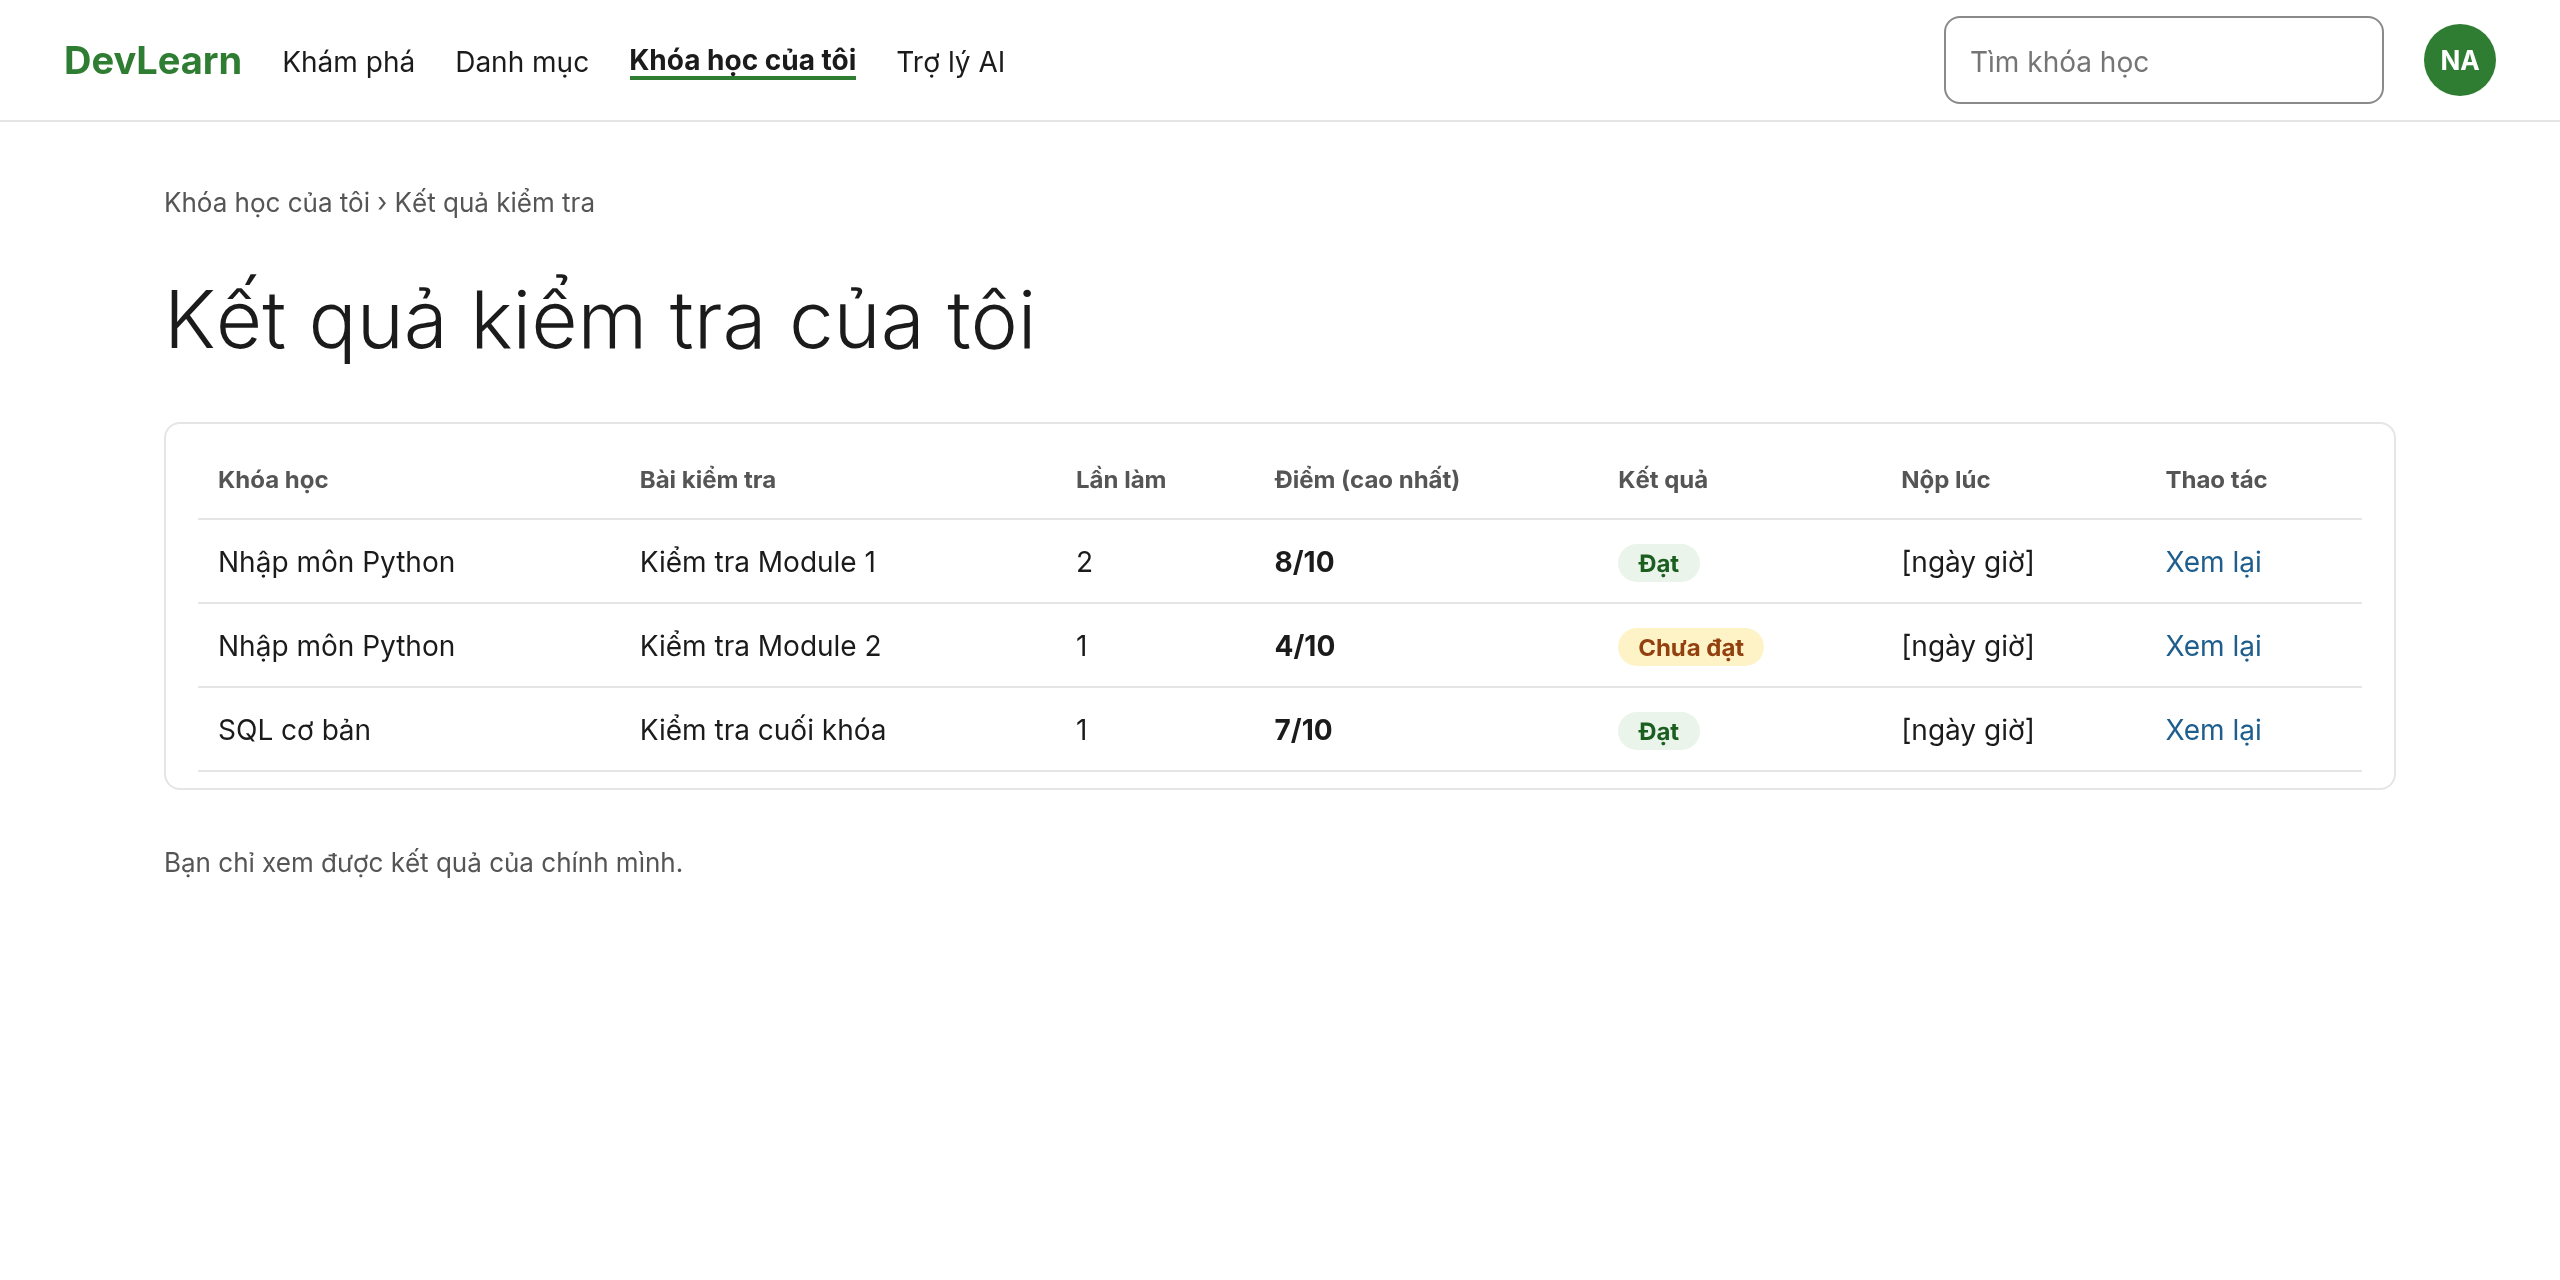 DevLearn Khám phá Danh mục Khóa học của tôi Trợ lý AI Tìm khóa học NA
Khóa học của tôi › Kết quả kiểm tra
Kết quả kiểm tra của tôi
Khóa học Bài kiểm tra Lần làm Điểm (cao nhất) Kết quả Nộp lúc Thao tác
Nhập môn Python Kiểm tra Module 1 2 8/10 Đạt [ngày giờ] Xem lại
Nhập môn Python Kiểm tra Module 2 1 4/10 Chưa đạt [ngày giờ] Xem lại
SQL cơ bản Kiểm tra cuối khóa 1 7/10 Đạt [ngày giờ] Xem lại
Bạn chỉ xem được kết quả của chính mình.